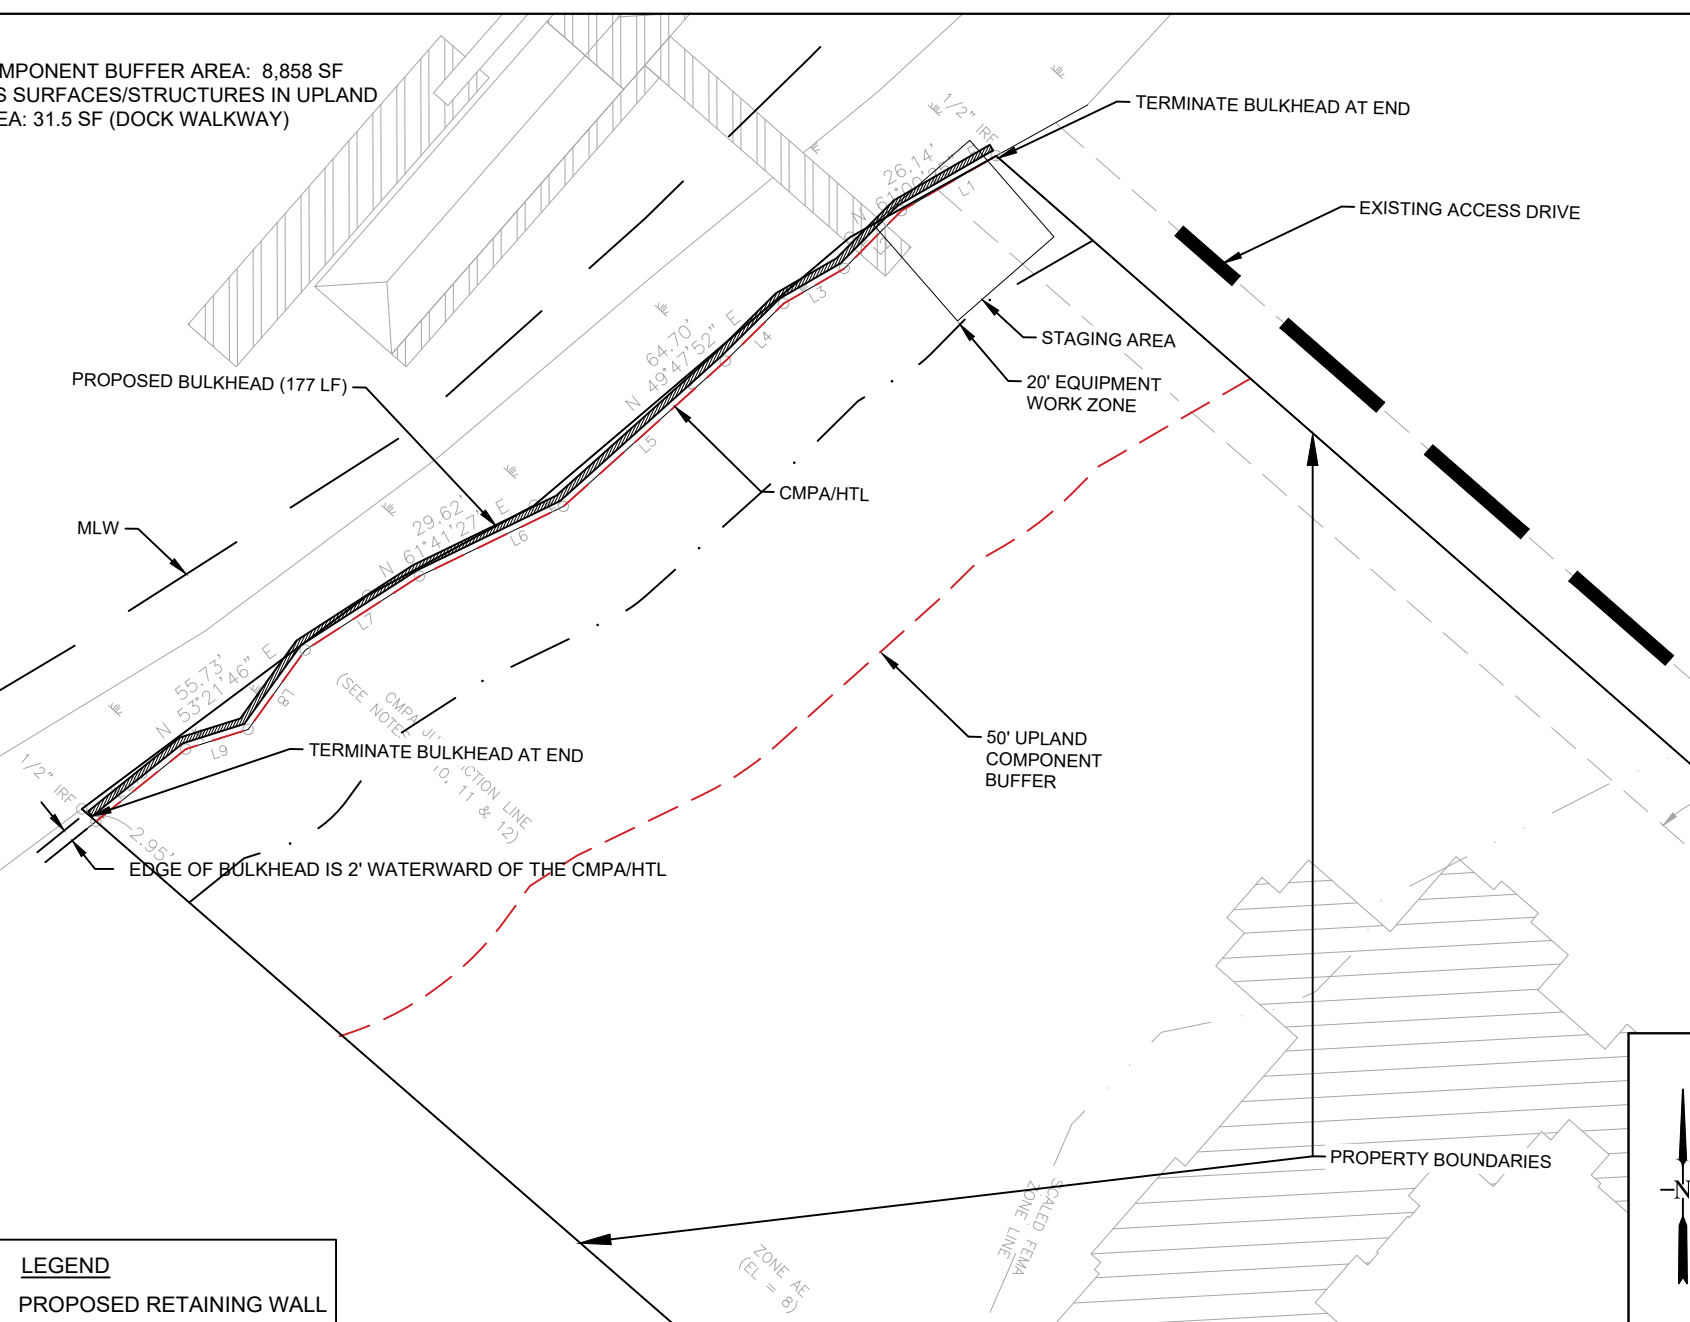 MPONENT BUFFER AREA: 8,858 SF
S SURFACES/STRUCTURES IN UPLAND
EA: 31.5 SF (DOCK WALKWAY)
1/2" IRF
TERMINATE BULKHEAD AT END
26.14'
L1
EXISTING ACCESS DRIVE
L3
L4
STAGING AREA
20' EQUIPMENT
WORK ZONE
64.70'
N 49°47'52" E
PROPOSED BULKHEAD (177 LF)
L5
CMPA/HTL
MLW
29.62'
N 61°41'27" E
L6
L7
55.73'
N 53°21'46" E
L8
L9
CMPA
(SEE NOTES 10, 11 & 12)
TERMINATE BULKHEAD AT END
50' UPLAND
COMPONENT
BUFFER
1/2" IRF
2.95'
EDGE OF BULKHEAD IS 2' WATERWARD OF THE CMPA/HTL
PROPERTY BOUNDARIES
SCALED FEMA
ZONE LINE
ZONE AE
(EL = 8)
N
LEGEND
PROPOSED RETAINING WALL